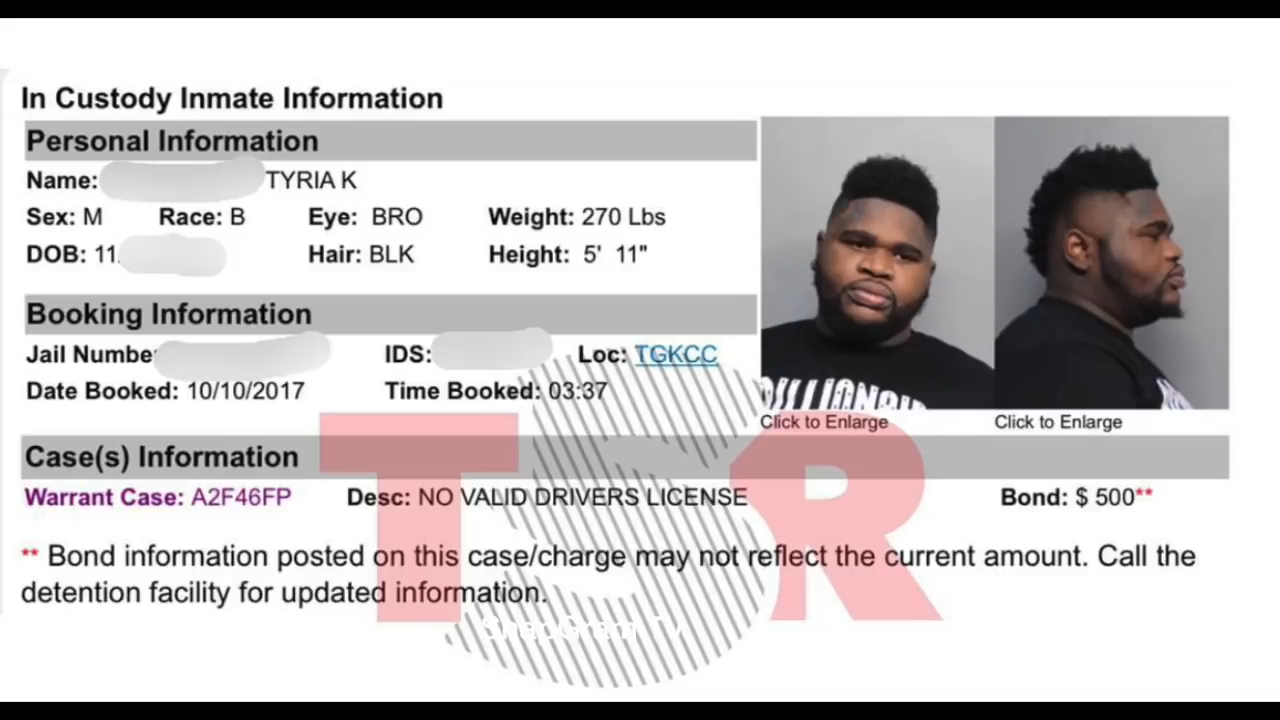 In Custody Inmate Information
Personal Information
Name: TYRIA K
Sex: M Race: B Eye: BRO Weight: 270 Lbs
DOB: 11 Hair: BLK Height: 5' 11"
Booking Information
Jail Numbe IDS: Loc: TGKCC
Date Booked: 10/10/2017 Time Booked: 03:37
Click to Enlarge Click to Enlarge
Case(s) Information
Warrant Case: A2F46FP Desc: NO VALID DRIVERS LICENSE Bond: $ 500**
** Bond information posted on this case/charge may not reflect the current amount. Call the
detention facility for updated information.
TSR
SnapGram Tv